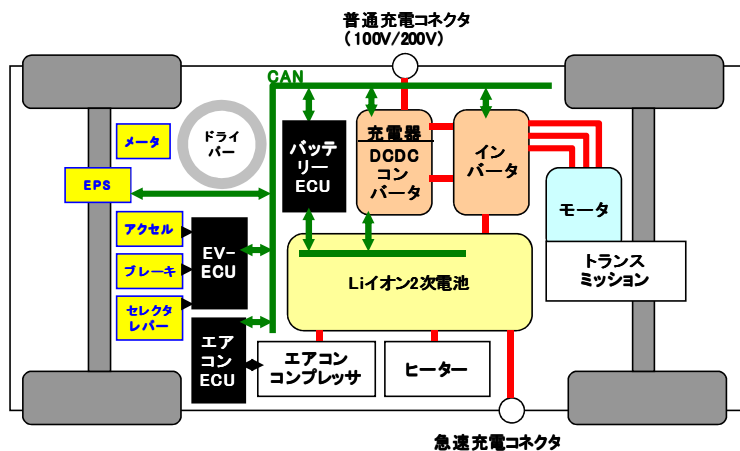 普通充電コネクタ
（100V/200V）
CAN
メータ
ドライ
バー
バッテ
リー
ECU
充電器
DCDC
コン
バータ
イン
バータ
EPS
モータ
アクセル
EV-
ECU
ブレーキ
セレクタ
レバー
Liイオン2次電池
トランス
ミッション
エア
コン
ECU
エアコン
コンプレッサ
ヒーター
急速充電コネクタ